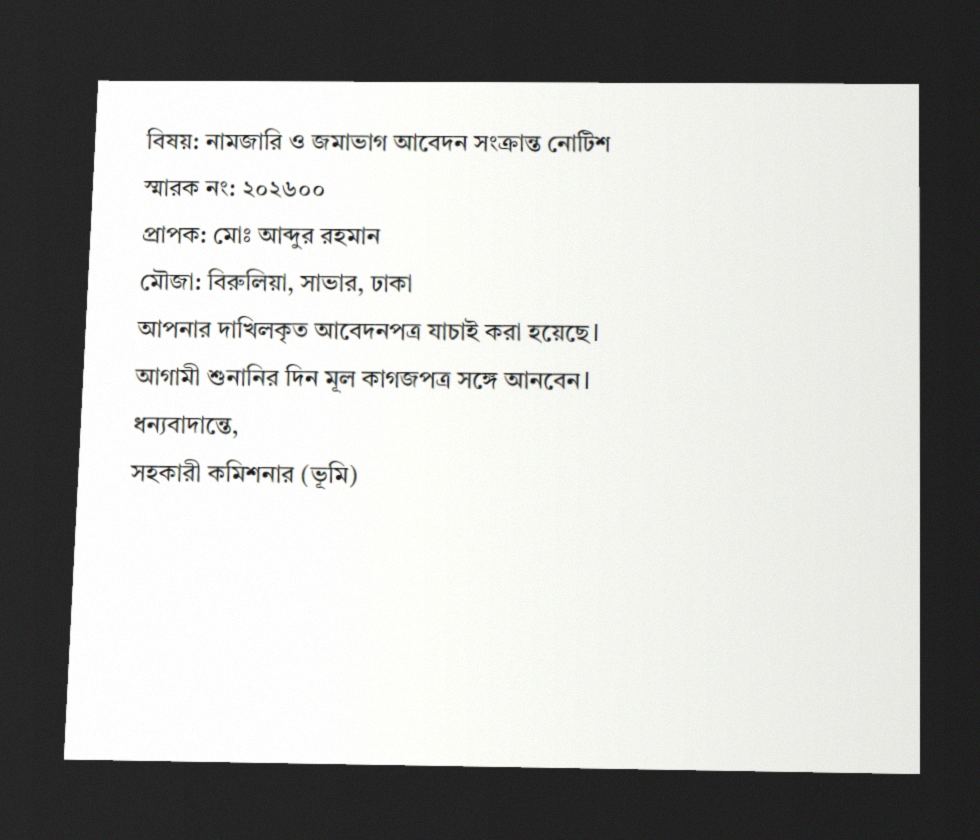 বিষয়: নামজারি ও জমাভাগ আবেদন সংক্রান্ত নোটিশ
স্মারক নং: ২০২৬০০
প্রাপক: মোঃ আব্দুর রহমান
মৌজা: বিরুলিয়া, সাভার, ঢাকা
আপনার দাখিলকৃত আবেদনপত্র যাচাই করা হয়েছে।
আগামী শুনানির দিন মূল কাগজপত্র সঙ্গে আনবেন।
ধন্যবাদান্তে,
সহকারী কমিশনার (ভূমি)